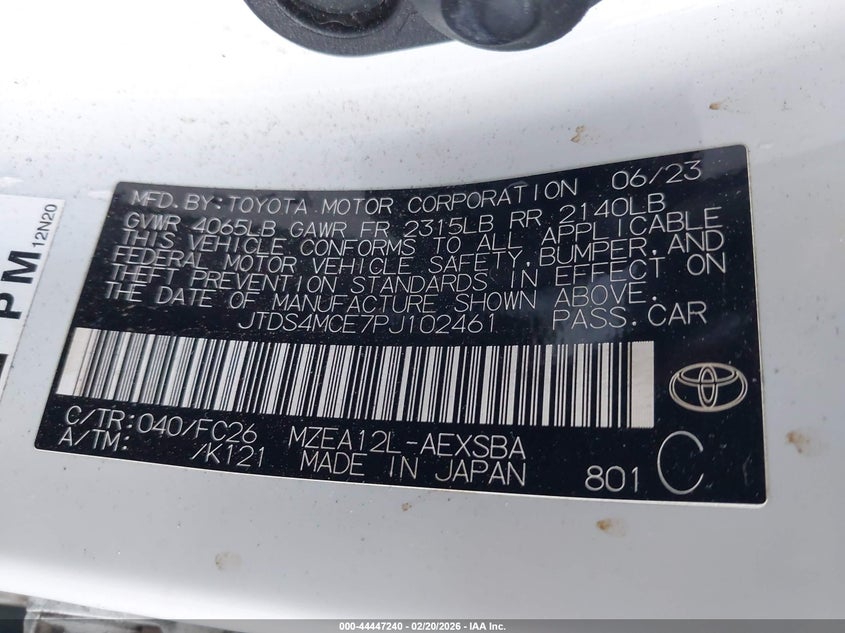 MFD. BY: TOYOTA MOTOR CORPORATION 06/23
GVWR 4065LB GAWR FR 2315LB RR 2140LB
THIS VEHICLE CONFORMS TO ALL APPLICABLE
FEDERAL MOTOR VEHICLE SAFETY, BUMPER, AND
THEFT PREVENTION STANDARDS IN EFFECT ON
THE DATE OF MANUFACTURE SHOWN ABOVE.
JTDS4MCE7PJ102461 PASS. CAR
C/TR: 040/FC26 MZEA12L-AEXSBA
A/TM: /K121 MADE IN JAPAN 801 C
PM 12N20
000-44447240 | 02/20/2026 - IAA Inc.